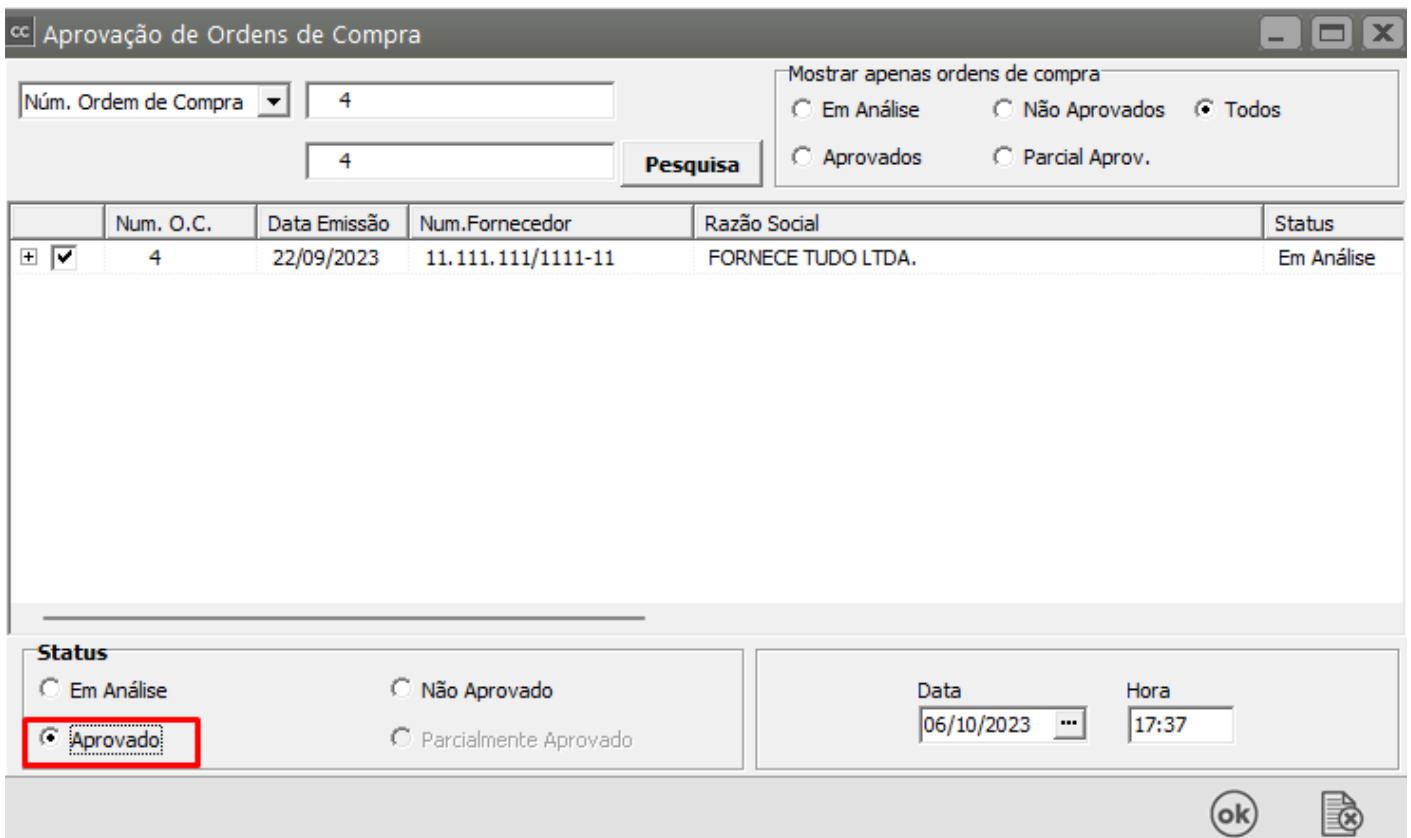 cc Aprovação de Ordens de Compra
Mostrar apenas ordens de compra
Núm. Ordem de Compra 4
Em Análise Não Aprovados Todos
4 Pesquisa
Aprovados Parcial Aprov.
Num. O.C. Data Emissão Num.Fornecedor Razão Social Status
4 22/09/2023 11.111.111/1111-11 FORNECE TUDO LTDA. Em Análise
Status
Em Análise Não Aprovado
Aprovado Parcialmente Aprovado
Data Hora
06/10/2023 ... 17:37
ok